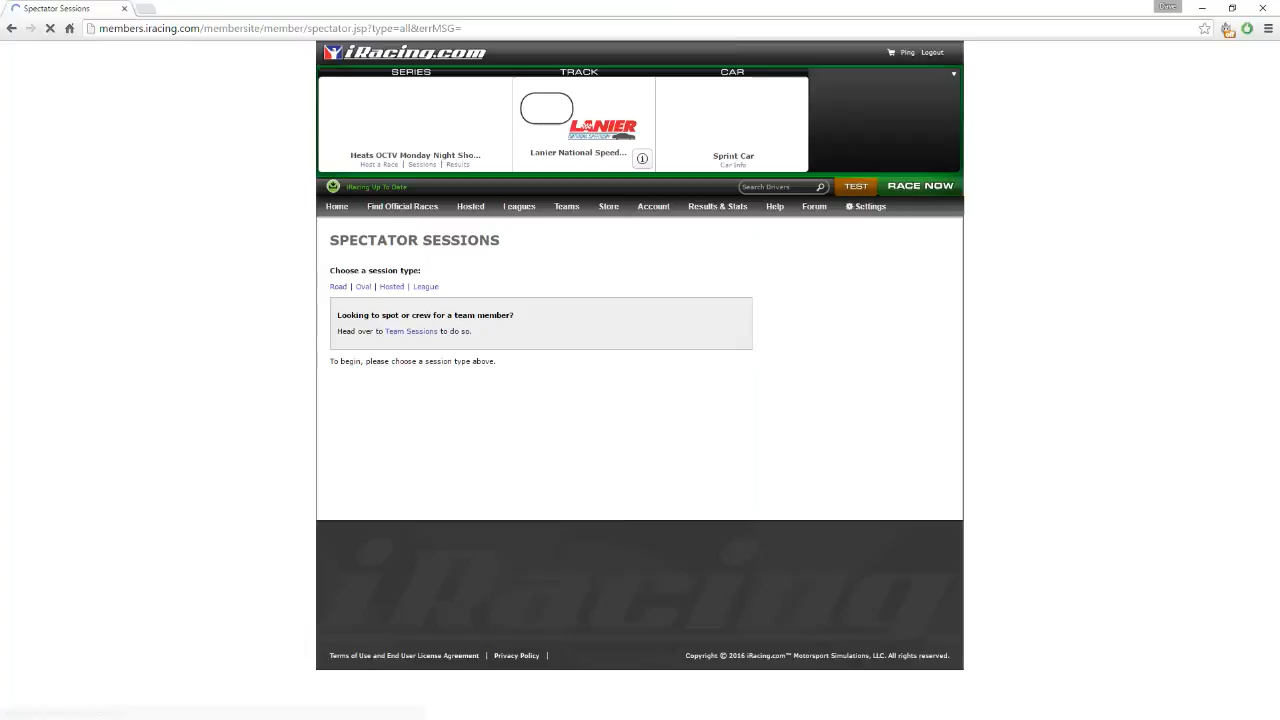 Spectator Sessions
Dave
members.iracing.com/membersite/member/spectator.jsp?type=all&errMSG=
iRacing.com
Ping Logout
SERIES TRACK CAR
LANIER
Heats OCTV Monday Night Sho...
Host a Race | Sessions | Results
Lanier National Speed...
Sprint Car
Car Info
iRacing Up To Date
Search Drivers
TEST
RACE NOW
Home Find Official Races Hosted Leagues Teams Store Account Results & Stats Help Forum Settings
SPECTATOR SESSIONS
Choose a session type:
Road | Oval | Hosted | League
Looking to spot or crew for a team member?
Head over to Team Sessions to do so.
To begin, please choose a session type above.
iRacing
Terms of Use and End User License Agreement | Privacy Policy |
Copyright © 2016 iRacing.com™ Motorsport Simulations, LLC. All rights reserved.